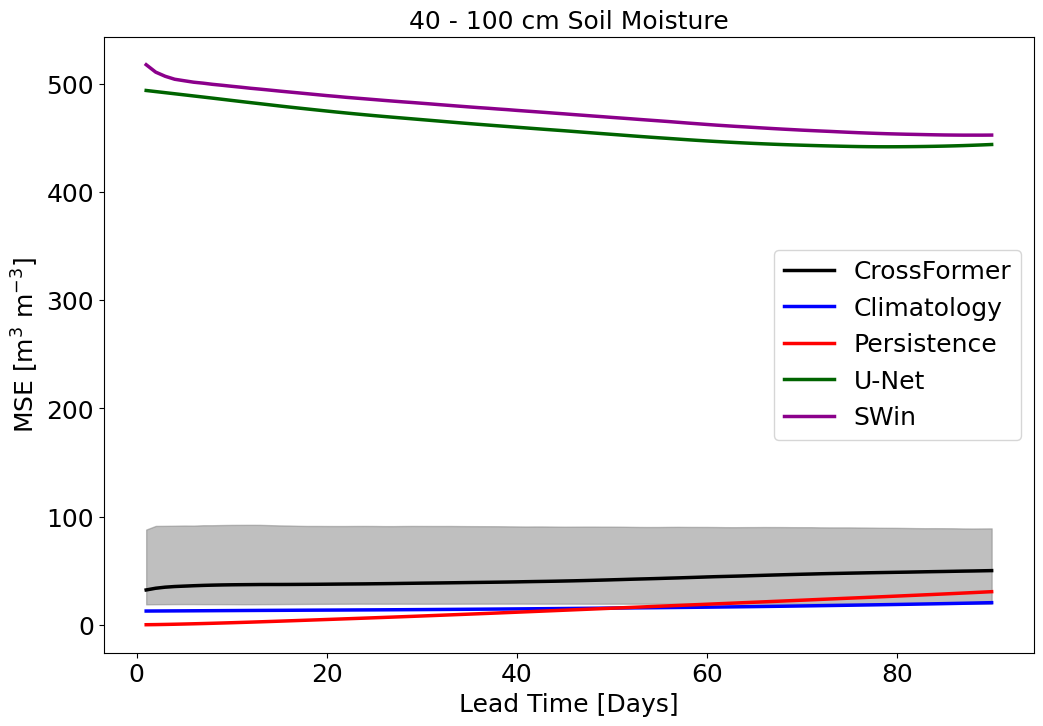 40 - 100 cm Soil Moisture
MSE [m³ m⁻³]
500
400
300
200
100
0
CrossFormer
Climatology
Persistence
U-Net
SWin
0 20 40 60 80
Lead Time [Days]